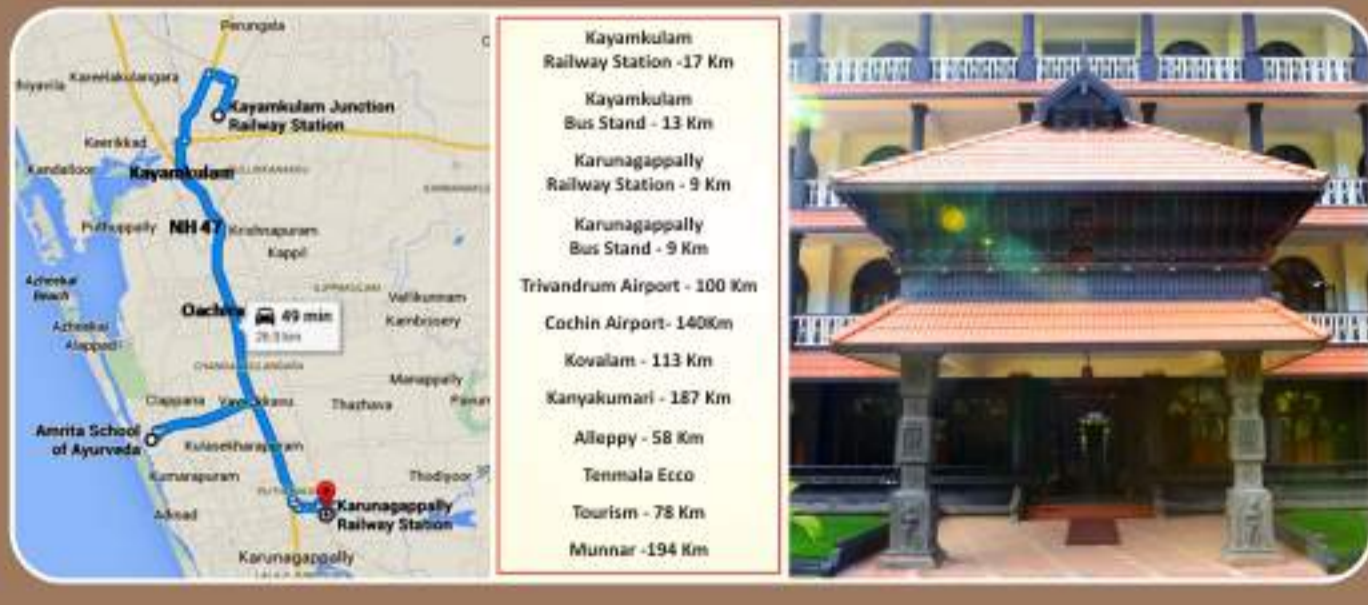 Perungala
Kareelakulangara
Kayamkulam Junction
Railway Station
Keerikkad
Kandalloor
Kayamkulam
Puthuppally
NH 47
Krishnapuram
Kappil
Azheekal
Beach
Vallikunnam
Oachira
49 min
Kambissery
Azheekal
Alappad
Manappally
Clappana
Thazhava
Amrita School
of Ayurveda
Kulasekharapuram
Kumarapuram
Thodiyoor
Adinad
Karunagappally
Railway Station
Karunagappally
Kayamkulam
Railway Station -17 Km
Kayamkulam
Bus Stand - 13 Km
Karunagappally
Railway Station - 9 Km
Karunagappally
Bus Stand - 9 Km
Trivandrum Airport - 100 Km
Cochin Airport- 140Km
Kovalam - 113 Km
Kanyakumari - 187 Km
Alleppy - 58 Km
Tenmala Ecco
Tourism - 78 Km
Munnar -194 Km